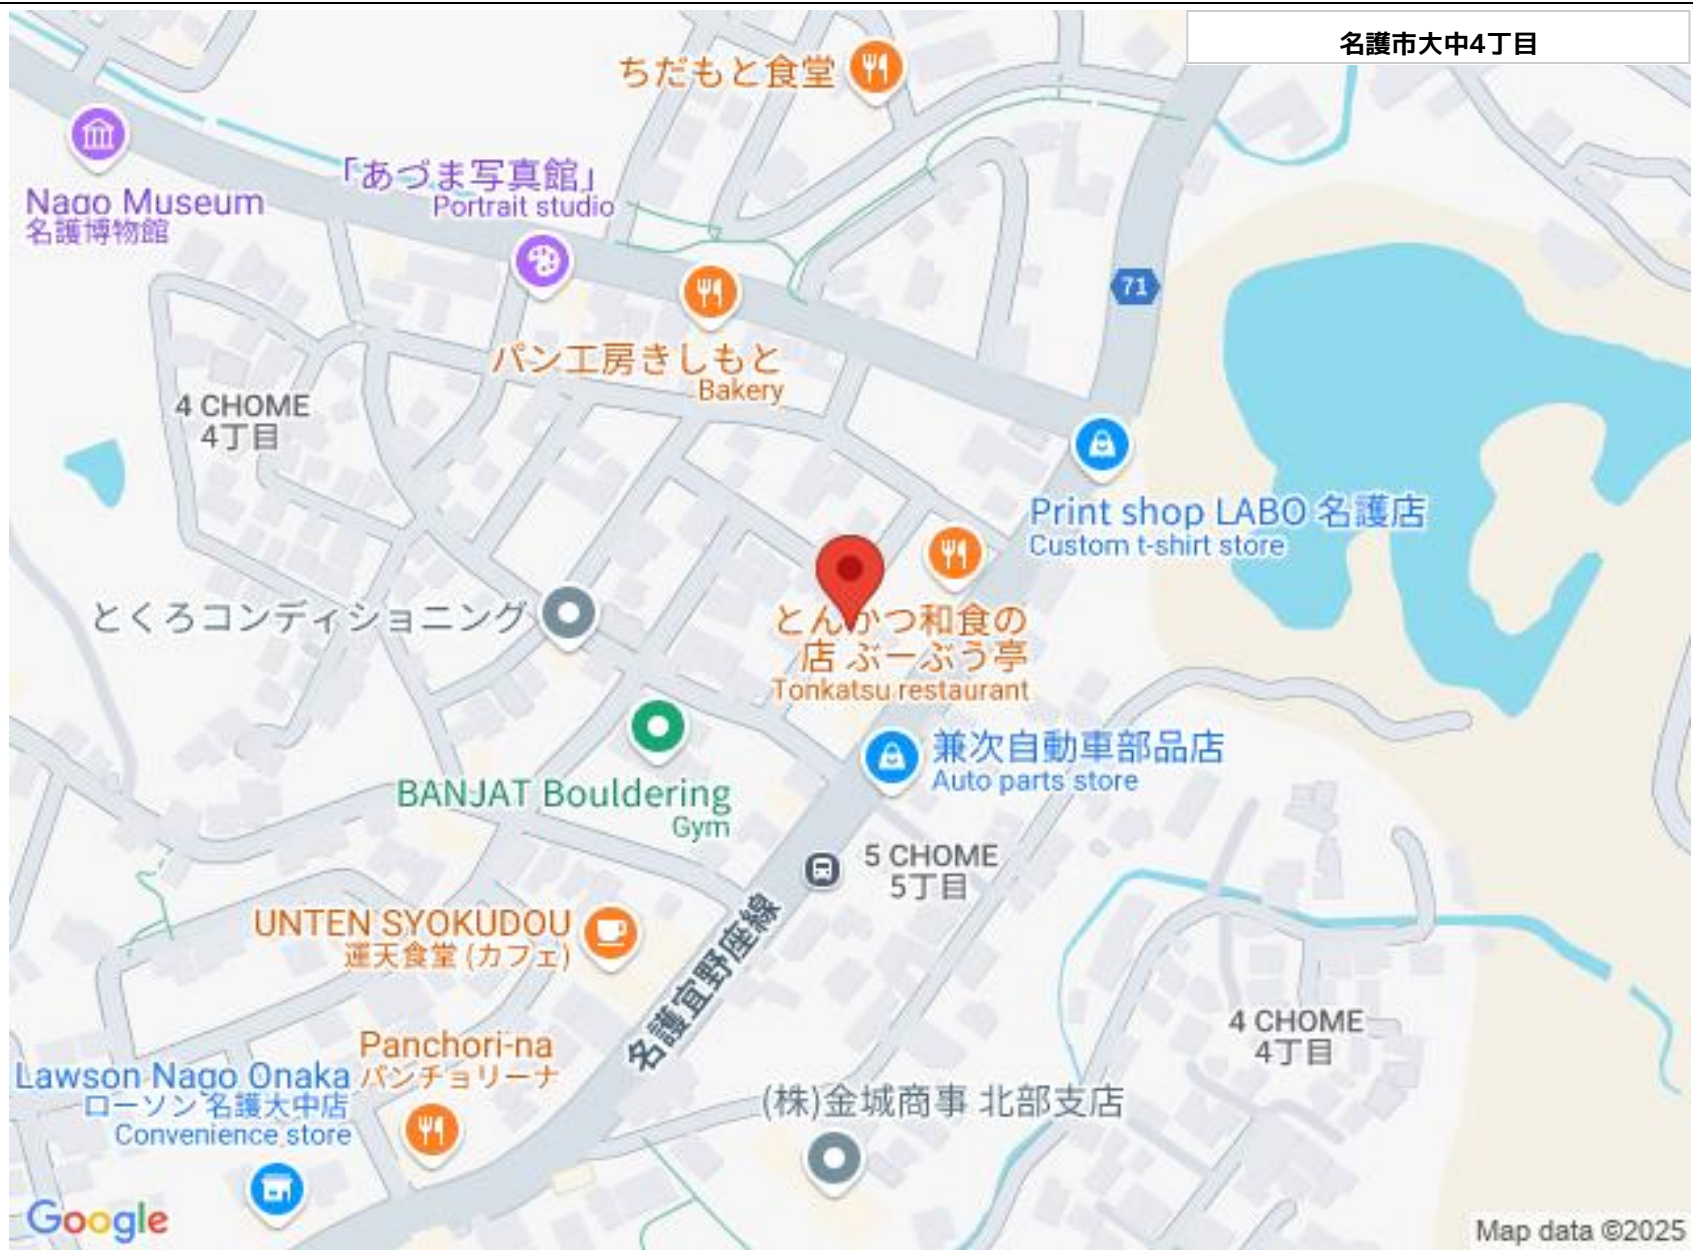 名護市大中4丁目
ちだもと食堂
「あづま写真館」
Portrait studio
Nago Museum
名護博物館
71
パン工房きしもと
Bakery
4 CHOME
4丁目
Print shop LABO 名護店
Custom t-shirt store
とくろコンディショニング
とんかつ和食の
店 ぶーぶう亭
Tonkatsu restaurant
兼次自動車部品店
Auto parts store
BANJAT Bouldering
Gym
5 CHOME
5丁目
UNTEN SYOKUDOU
運天食堂 (カフェ)
名護宜野座線
4 CHOME
4丁目
Panchori-na
パンチョリーナ
Lawson Nago Onaka
ローソン 名護大中店
Convenience store
(株)金城商事 北部支店
Google
Map data ©2025